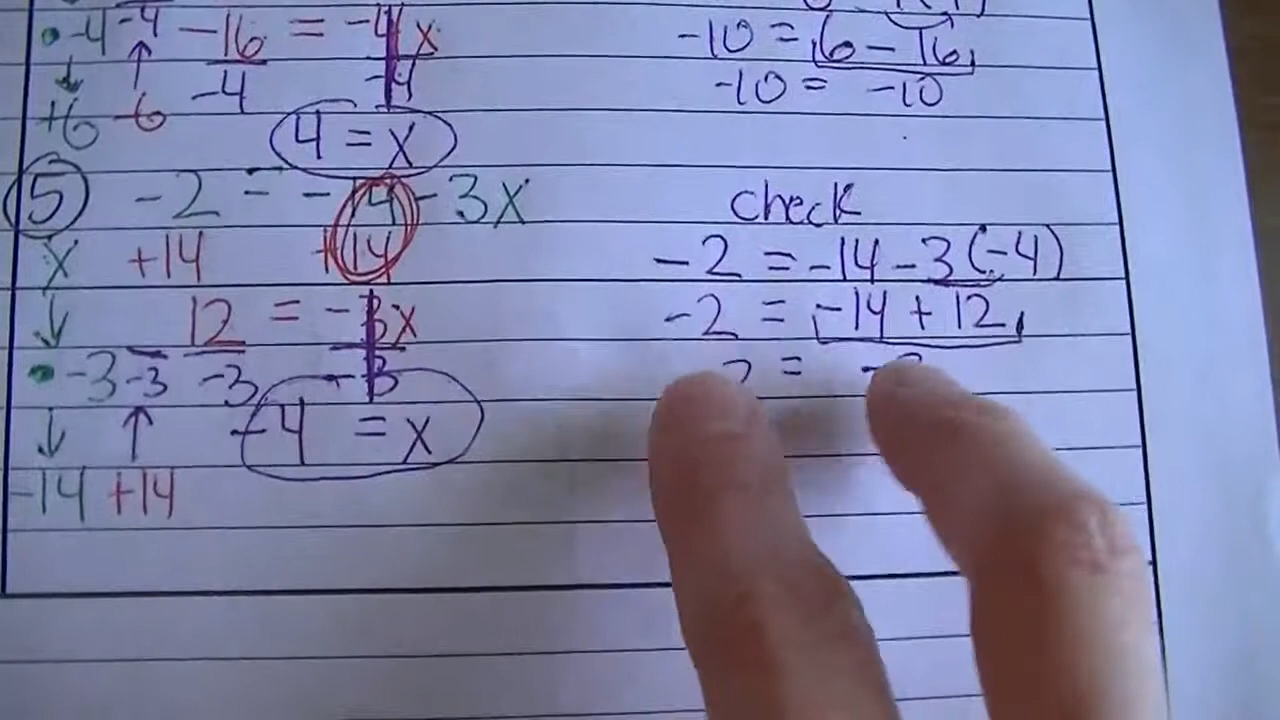 • -4 -4 -16 = -4x
-4 -4
+6 -6
4 = x
-10 = 6 - 16
-10 = -10
5 -2 = -14 - 3x
x +14 +14
12 = -3x
• -3 -3 -3 -3
-4 = x
-14 +14
check
-2 = -14 - 3(-4)
-2 = -14 + 12